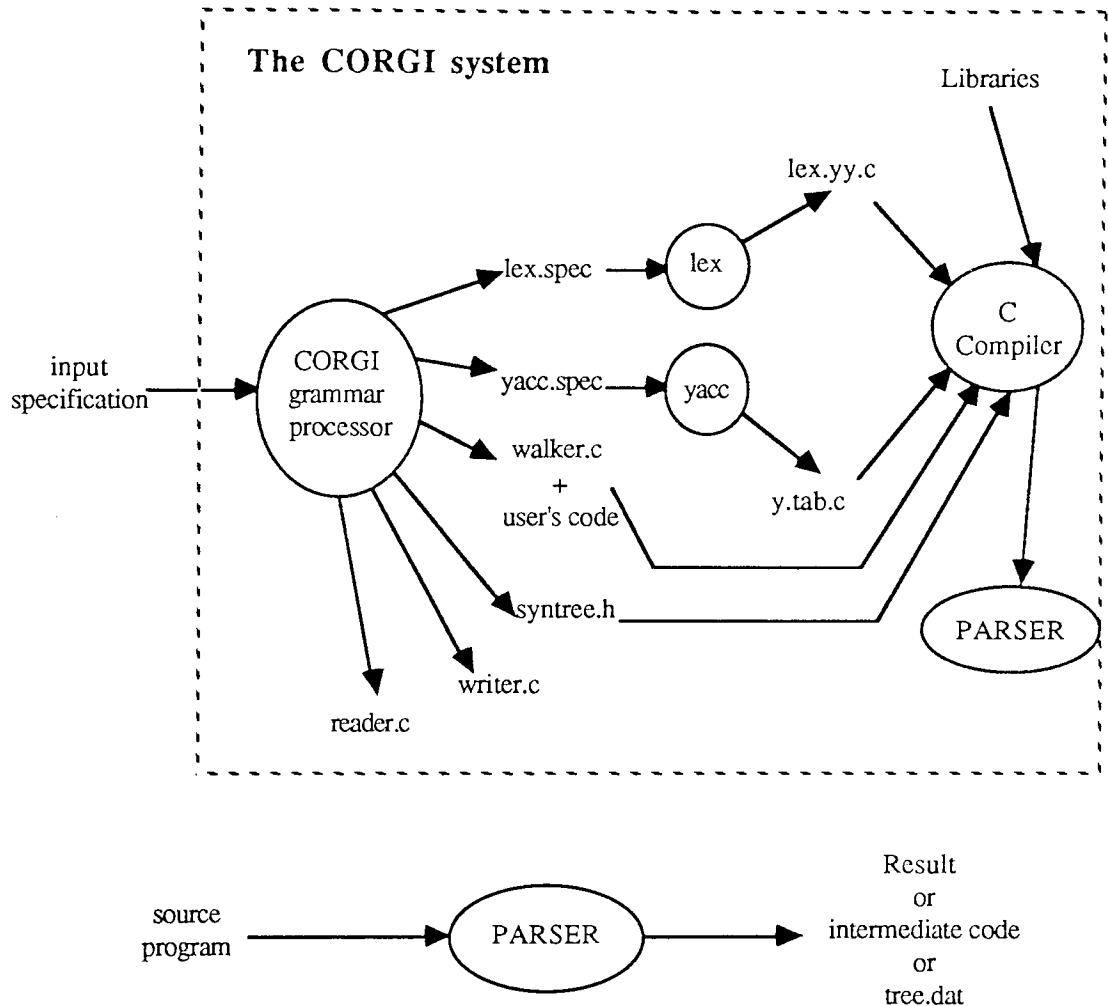 The CORGI system
Libraries
lex.yy.c
lex.spec
lex
C
Compiler
input
specification
CORGI
grammar
processor
yacc.spec
yacc
walker.c
+
user's code
y.tab.c
syntree.h
PARSER
writer.c
reader.c
source
program
PARSER
Result
or
intermediate code
or
tree.dat